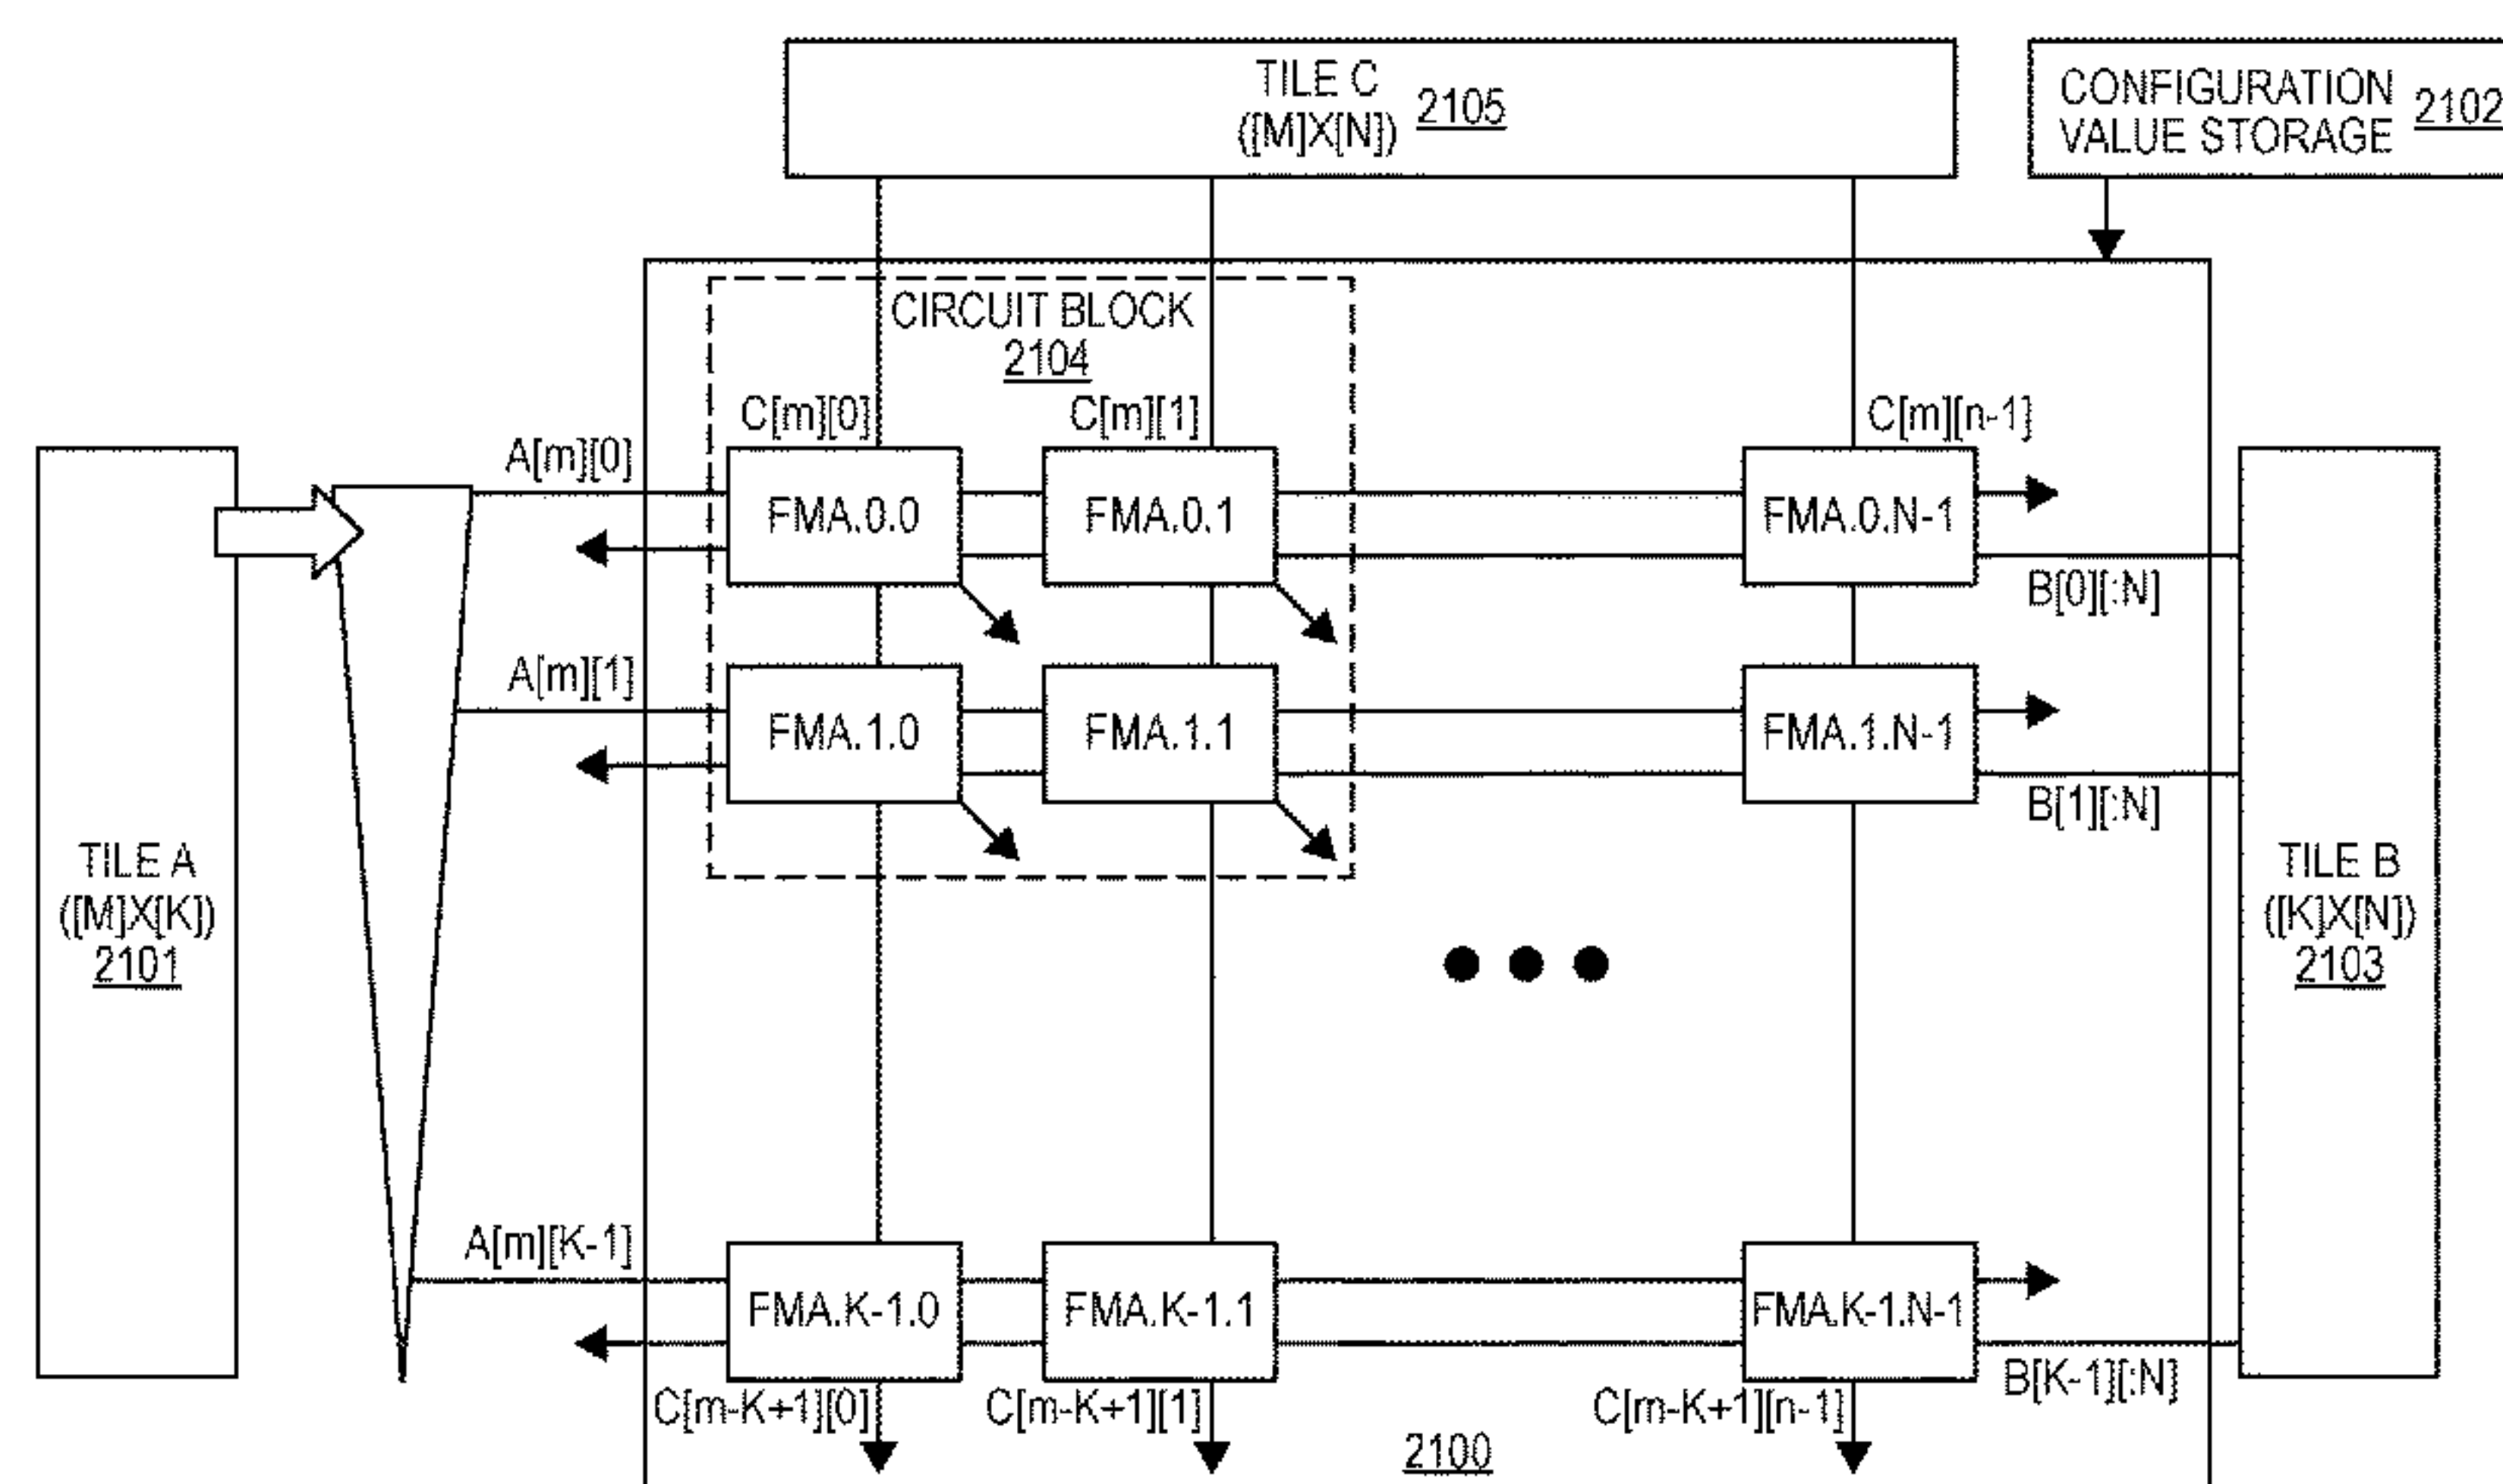 TILE C
([M]X[N])
2105
CONFIGURATION
VALUE STORAGE
2102
CIRCUIT BLOCK
2104
C[m][0]
C[m][1]
C[m][n-1]
A[m][0]
FMA.0.0
FMA.0.1
FMA.0.N-1
B[0][:N]
A[m][1]
FMA.1.0
FMA.1.1
FMA.1.N-1
B[1][:N]
TILE A
([M]X[K])
2101
TILE B
([K]X[N])
2103
A[m][K-1]
FMA.K-1.0
FMA.K-1.1
FMA.K-1.N-1
B[K-1][:N]
C[m-K+1][0]
C[m-K+1][1]
C[m-K+1][n-1]
2100